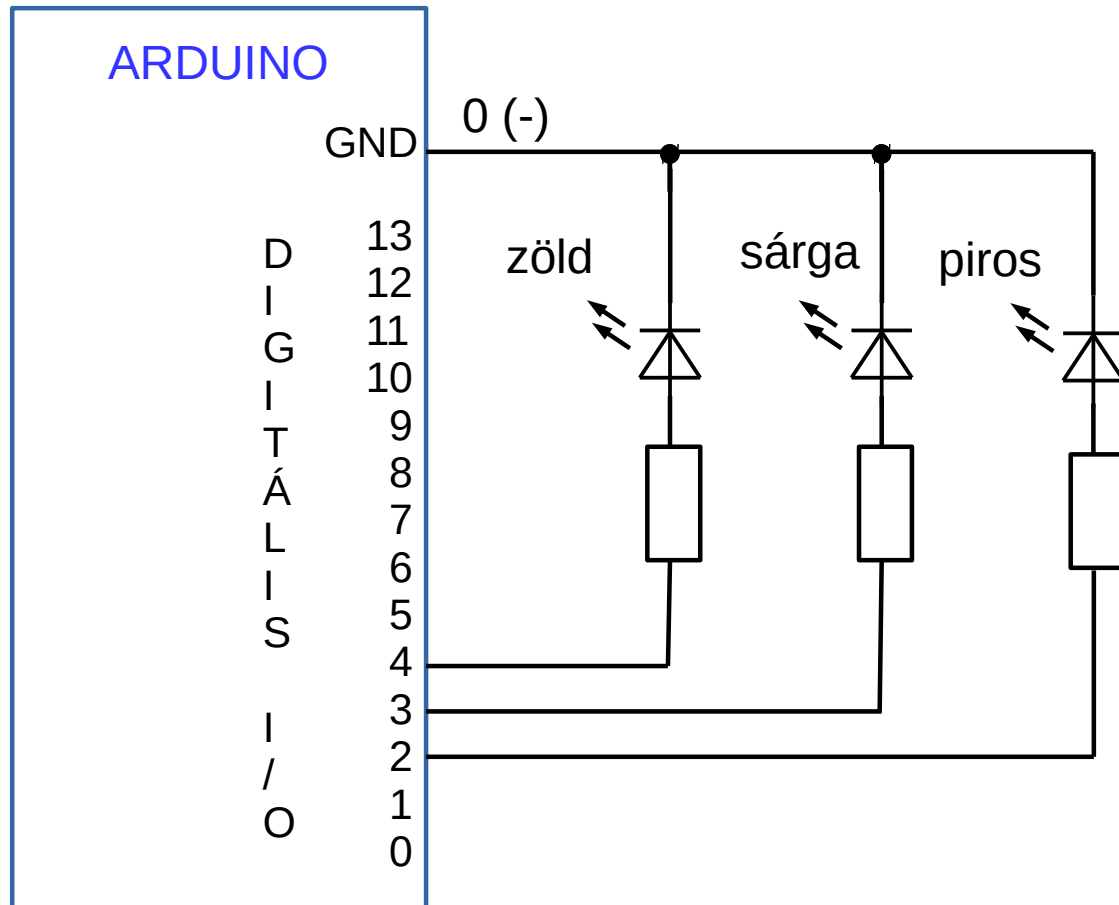 ARDUINO
0 (-)
GND
zöld
sárga
piros
13
12
11
10
9
8
7
6
5
4
3
2
1
0
D
I
G
I
T
Á
L
I
S
I
/
O